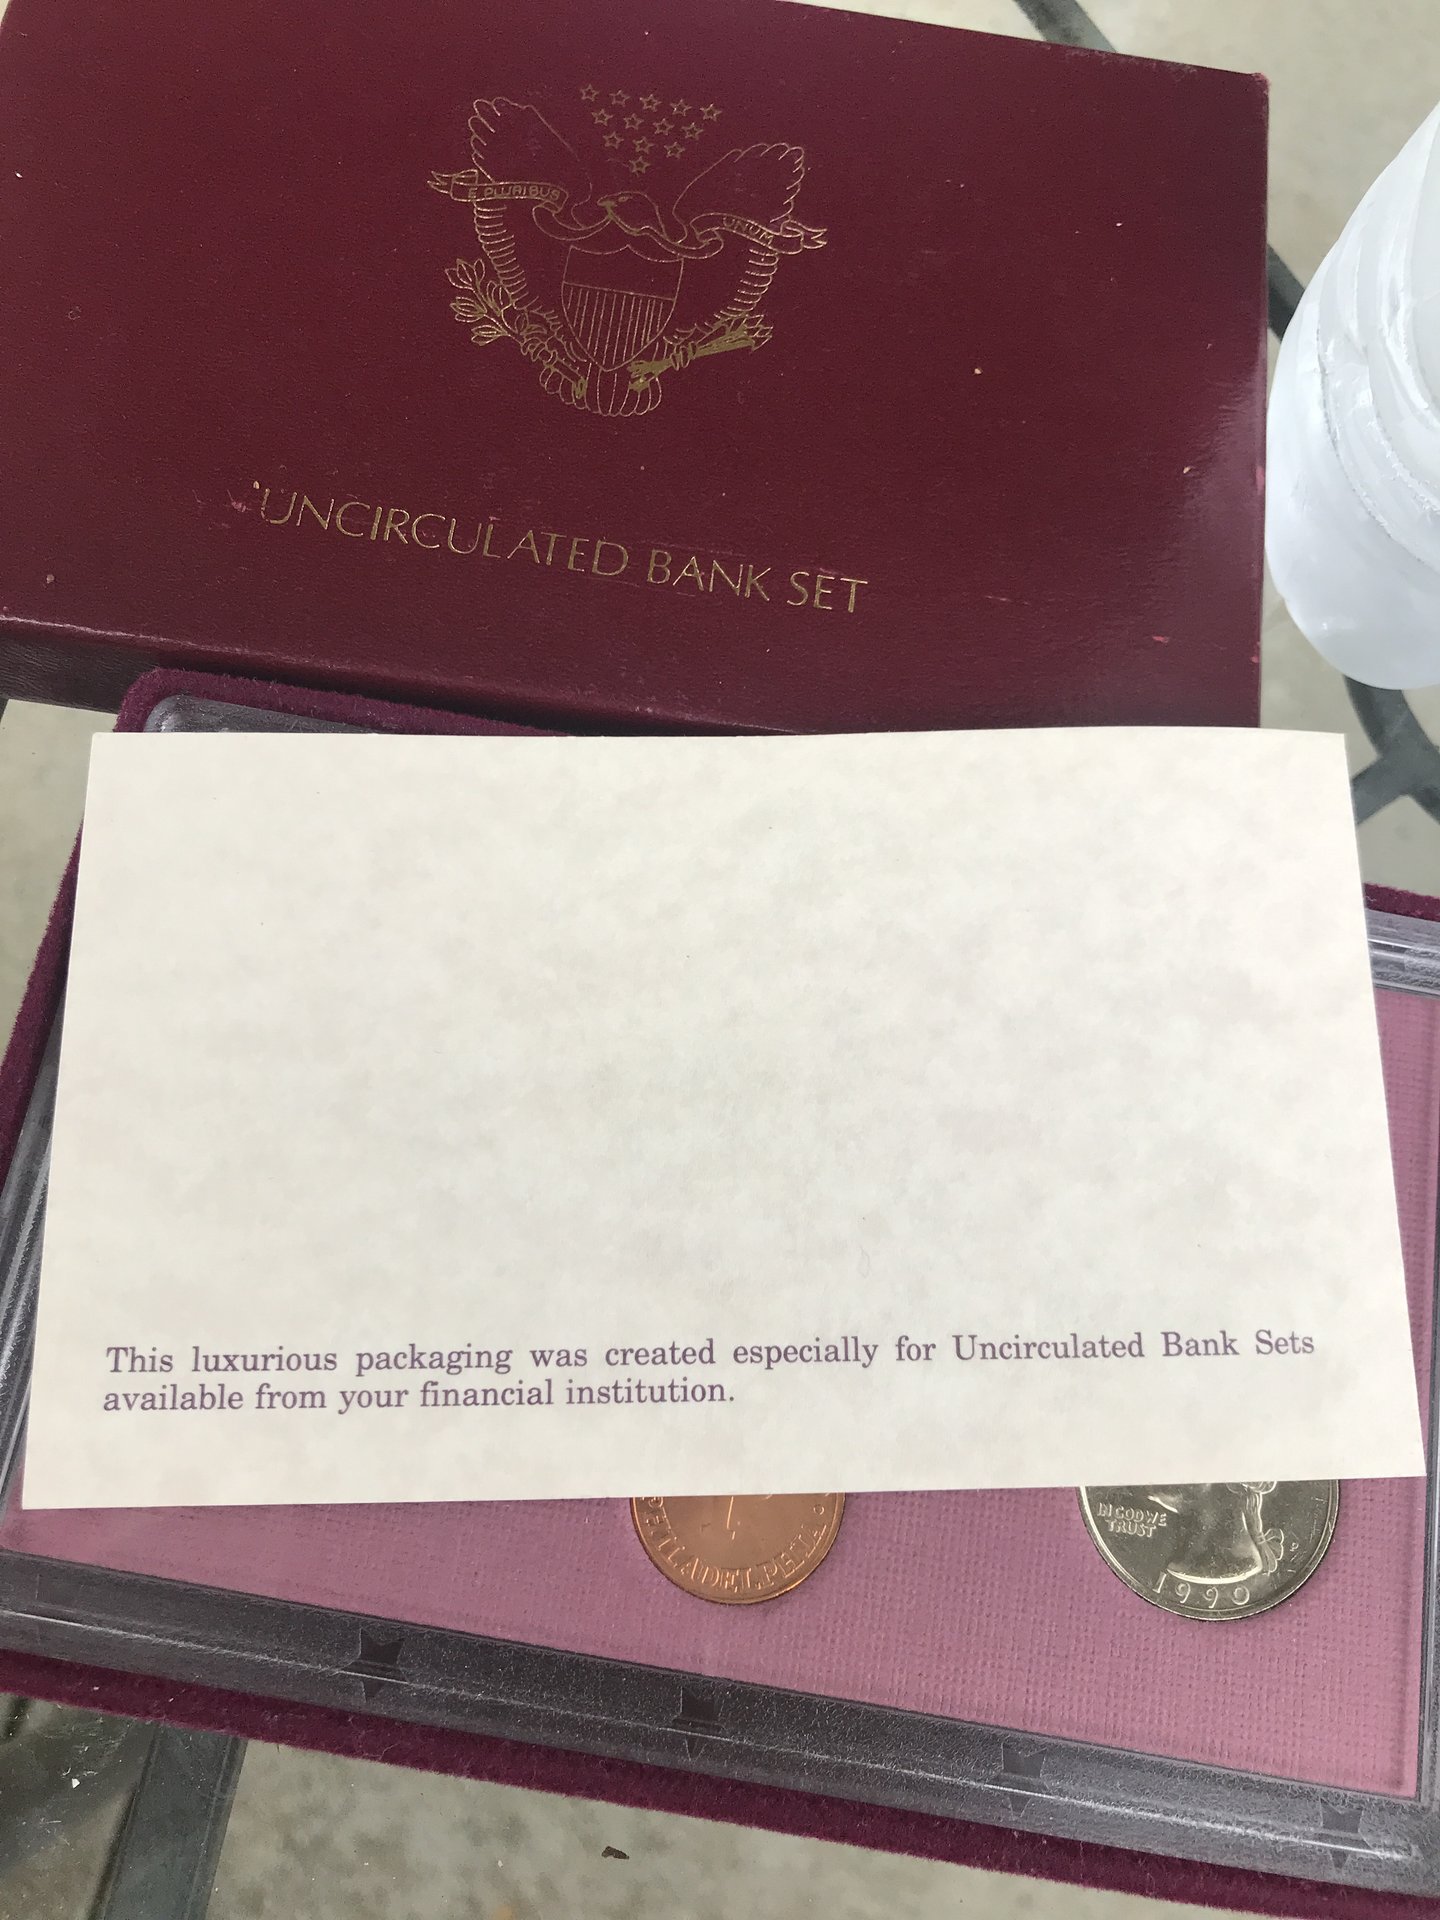 E PLURIBUS UNUM
UNCIRCULATED BANK SET
This luxurious packaging was created especially for Uncirculated Bank Sets
available from your financial institution.
PHILADELPHIA
IN GOD WE
TRUST
P
1990